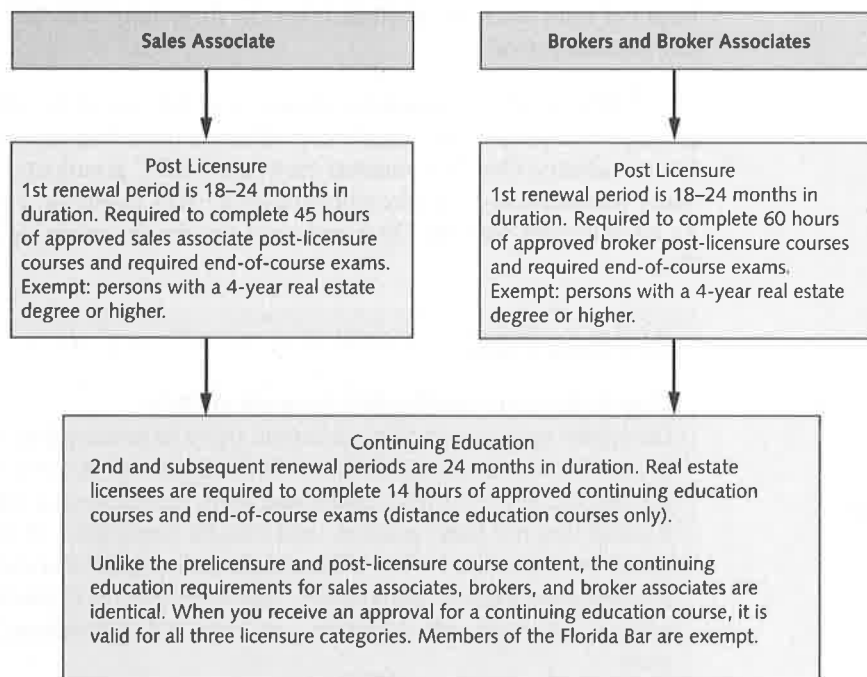 Sales Associate
Brokers and Broker Associates
Post Licensure
1st renewal period is 18–24 months in
duration. Required to complete 45 hours
of approved sales associate post-licensure
courses and required end-of-course exams.
Exempt: persons with a 4-year real estate
degree or higher.
Post Licensure
1st renewal period is 18–24 months in
duration. Required to complete 60 hours
of approved broker post-licensure courses
and required end-of-course exams.
Exempt: persons with a 4-year real estate
degree or higher.
Continuing Education
2nd and subsequent renewal periods are 24 months in duration. Real estate
licensees are required to complete 14 hours of approved continuing education
courses and end-of-course exams (distance education courses only).
Unlike the prelicensure and post-licensure course content, the continuing
education requirements for sales associates, brokers, and broker associates are
identical. When you receive an approval for a continuing education course, it is
valid for all three licensure categories. Members of the Florida Bar are exempt.